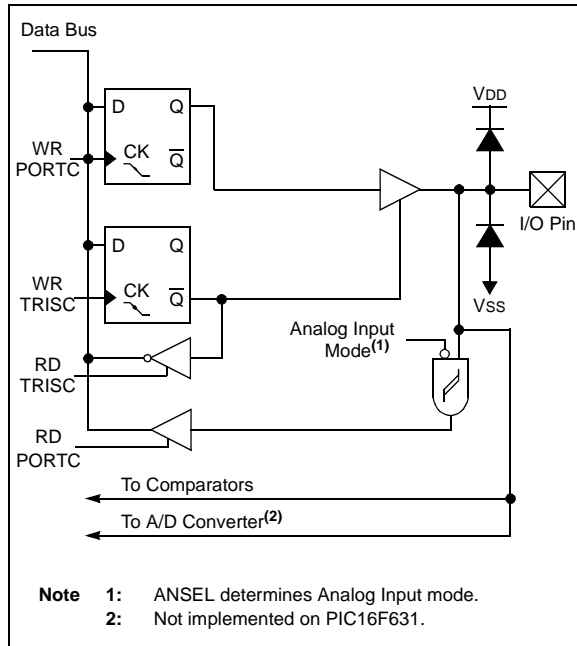 Data Bus
D Q
WR
PORTC
CK Q
VDD
I/O Pin
D Q
WR
TRISC
CK Q
VSS
Analog Input
Mode(1)
RD
TRISC
RD
PORTC
To Comparators
To A/D Converter(2)
Note 1: ANSEL determines Analog Input mode.
2: Not implemented on PIC16F631.